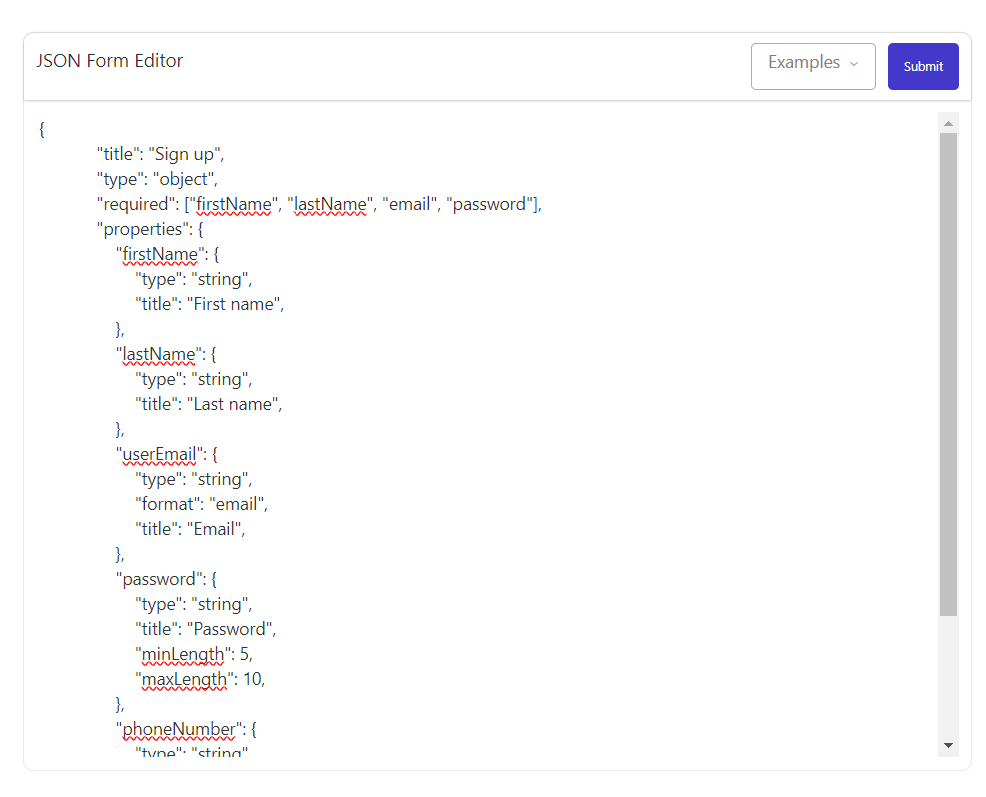 JSON Form Editor
Examples
Submit
{
"title": "Sign up",
"type": "object",
"required": ["firstName", "lastName", "email", "password"],
"properties": {
"firstName": {
"type": "string",
"title": "First name",
},
"lastName": {
"type": "string",
"title": "Last name",
},
"userEmail": {
"type": "string",
"format": "email",
"title": "Email",
},
"password": {
"type": "string",
"title": "Password",
"minLength": 5,
"maxLength": 10,
},
"phoneNumber": {
"type": "string"